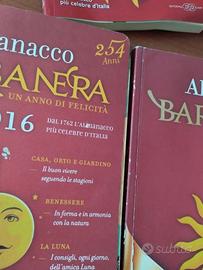 più celebre d'Italia
anacco
254
Anni
BANERA
UN ANNO DI FELICITÀ
2016
DAL 1762 L'ALMANACCO
PIÙ CELEBRE D'ITALIA
CASA, ORTO E GIARDINO
Il buon vivere
seguendo le stagioni
BENESSERE
In forma e in armonia
con la natura
LA LUNA
I consigli, ogni giorno,
dell'amica Luna
AL
BAR
Subito